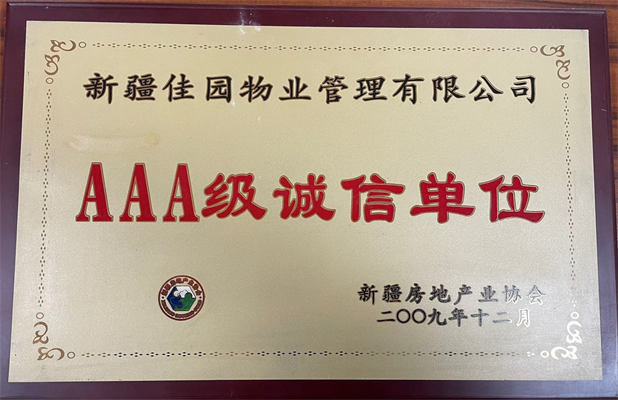 新疆佳园物业管理有限公司
AAA级诚信单位
新疆房地产业协会
二〇〇九年十二月